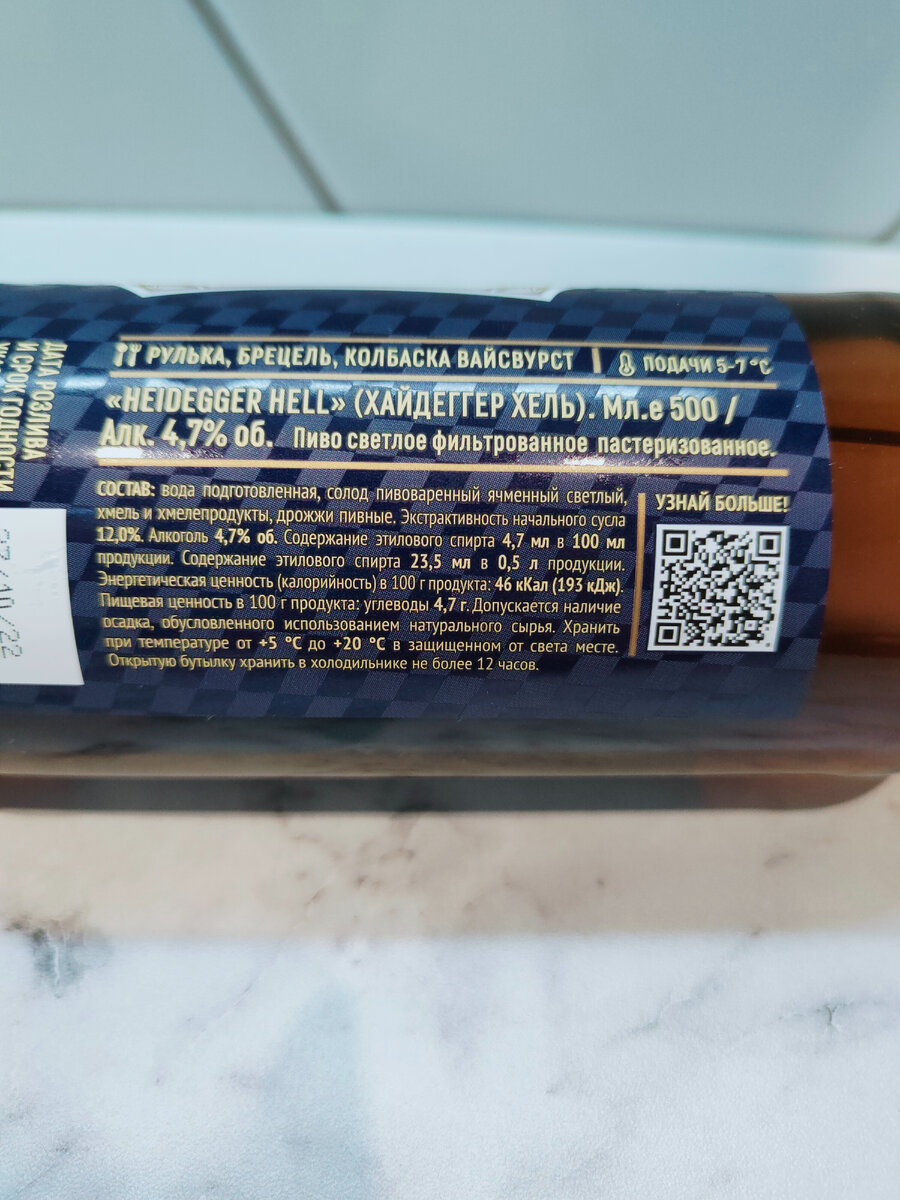 РУЛЬКА, БРЕЦЕЛЬ, КОЛБАСКА ВАЙСВУРСТ
ПОДАЧИ 5-7 °C
«HEIDEGGER HELL» (ХАЙДЕГГЕР ХЕЛЬ). Мл.е 500 /
Алк. 4,7% об. Пиво светлое фильтрованное пастеризованное.
СОСТАВ: вода подготовленная, солод пивоваренный ячменный светлый,
хмель и хмелепродукты, дрожжи пивные. Экстрактивность начального сусла
12,0%. Алкоголь 4,7% об. Содержание этилового спирта 4,7 мл в 100 мл
продукции. Содержание этилового спирта 23,5 мл в 0,5 л продукции.
Энергетическая ценность (калорийность) в 100 г продукта: 46 кКал (193 кДж).
Пищевая ценность в 100 г продукта: углеводы 4,7 г. Допускается наличие
осадка, обусловленного использованием натурального сырья. Хранить
при температуре от +5 °C до +20 °C в защищенном от света месте.
Открытую бутылку хранить в холодильнике не более 12 часов.
УЗНАЙ БОЛЬШЕ!
ДАТА РОЗЛИВА
И СРОК ГОДНОСТИ